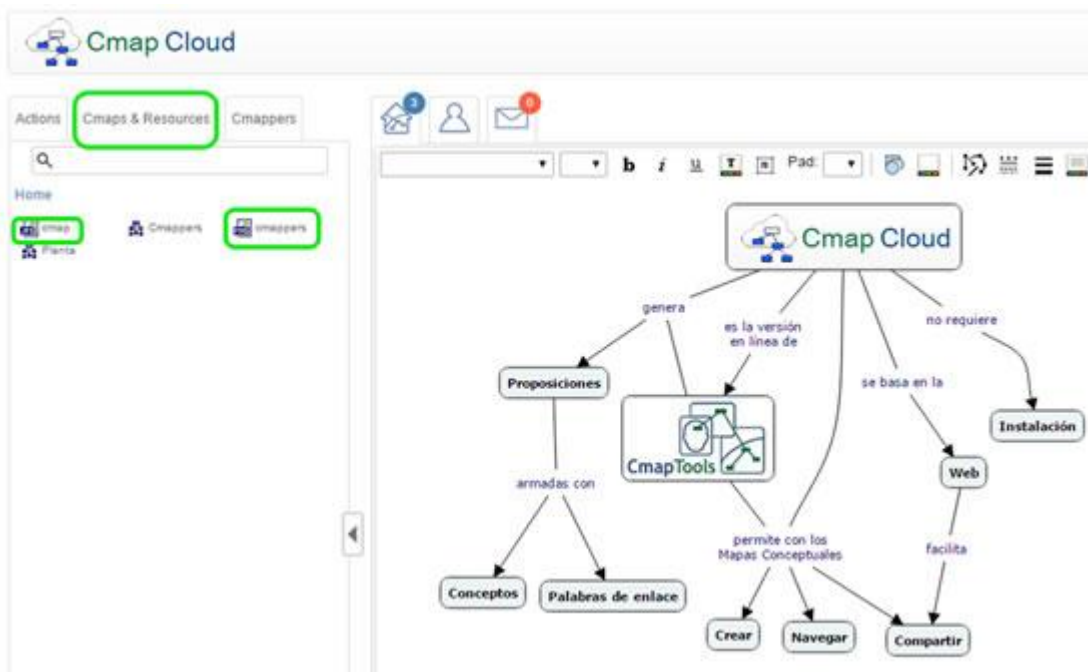 Cmap Cloud
Actions
Cmaps & Resources
Cmappers
3
0
b i u T
Pad:
Home
cmap
Cmappers
cmappers
Planta
Cmap Cloud
genera
es la versión
en línea de
no requiere
se basa en la
Proposiciones
CmapTools
Instalación
Web
armadas con
permite con los
Mapas Conceptuales
facilita
Conceptos
Palabras de enlace
Crear
Navegar
Compartir